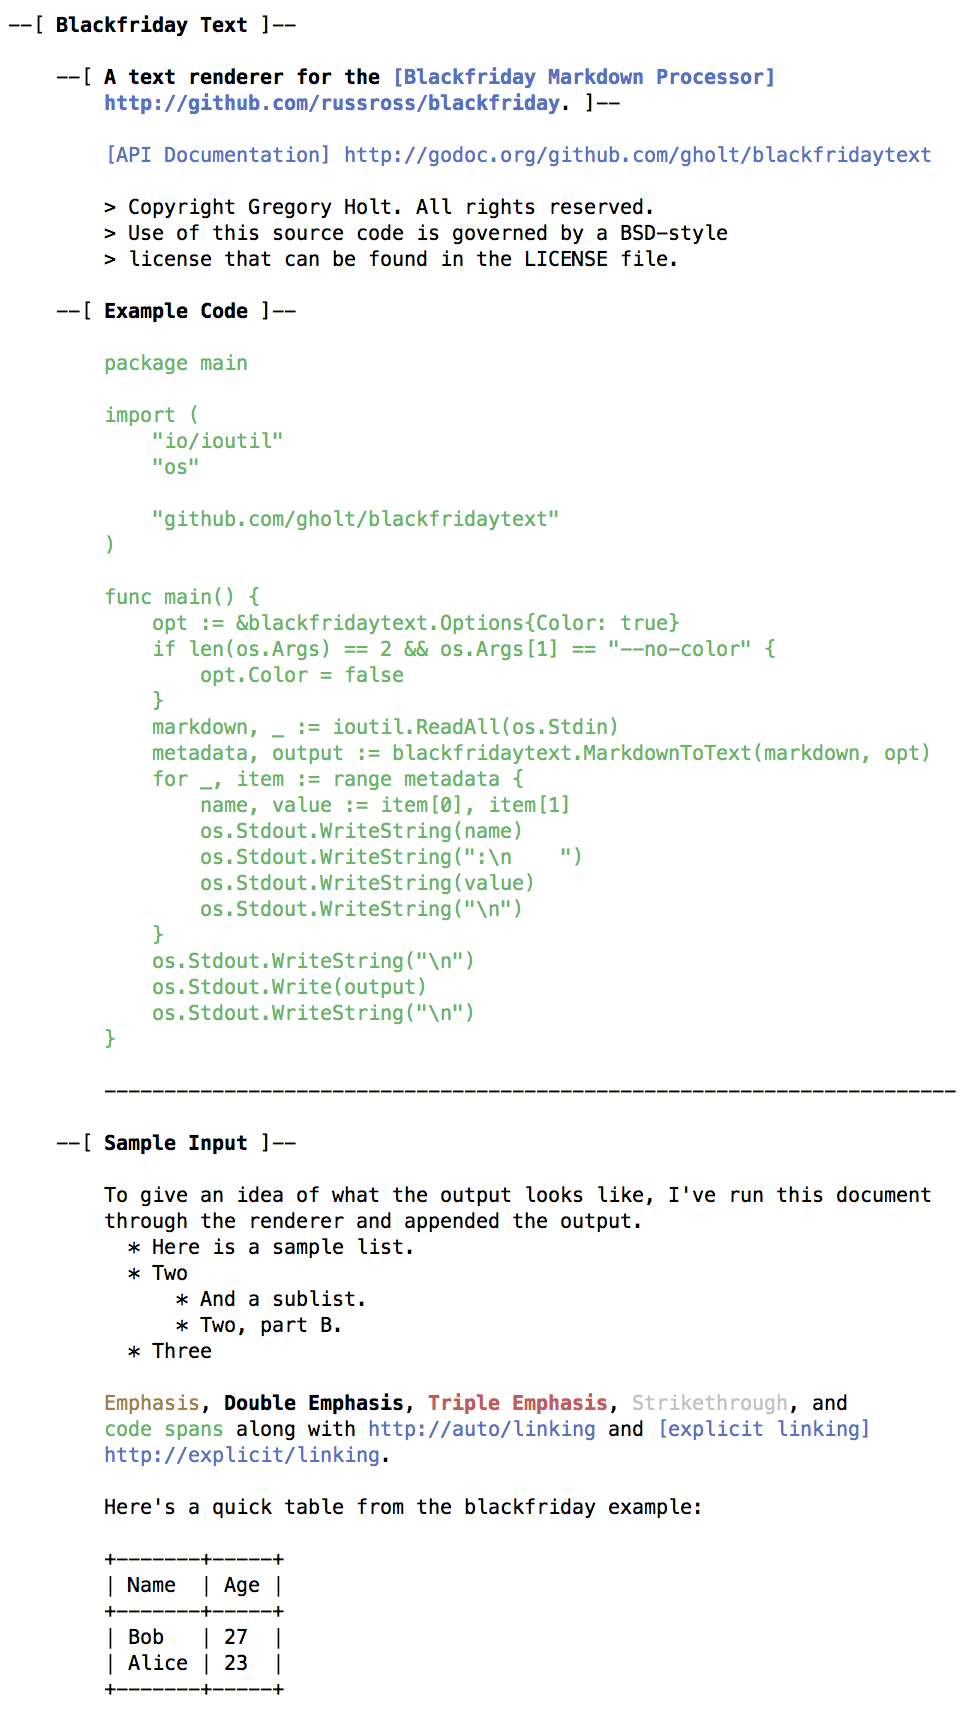 --[ Blackfriday Text ]--
--[ A text renderer for the [Blackfriday Markdown Processor]
http://github.com/russross/blackfriday. ]--
[API Documentation] http://godoc.org/github.com/gholt/blackfridaytext
> Copyright Gregory Holt. All rights reserved.
> Use of this source code is governed by a BSD-style
> license that can be found in the LICENSE file.
--[ Example Code ]--
package main
import (
    "io/ioutil"
    "os"
    "github.com/gholt/blackfridaytext"
)
func main() {
    opt := &blackfridaytext.Options{Color: true}
    if len(os.Args) == 2 && os.Args[1] == "--no-color" {
        opt.Color = false
    }
    markdown, _ := ioutil.ReadAll(os.Stdin)
    metadata, output := blackfridaytext.MarkdownToText(markdown, opt)
    for _, item := range metadata {
        name, value := item[0], item[1]
        os.Stdout.WriteString(name)
        os.Stdout.WriteString(":\n    ")
        os.Stdout.WriteString(value)
        os.Stdout.WriteString("\n")
    }
    os.Stdout.WriteString("\n")
    os.Stdout.Write(output)
    os.Stdout.WriteString("\n")
}
-----------------------------------------------------------------------
--[ Sample Input ]--
To give an idea of what the output looks like, I've run this document
through the renderer and appended the output.
  * Here is a sample list.
  * Two
      * And a sublist.
      * Two, part B.
  * Three
Emphasis, Double Emphasis, Triple Emphasis, Strikethrough, and
code spans along with http://auto/linking and [explicit linking]
http://explicit/linking.
Here's a quick table from the blackfriday example:
+-------+-----+
| Name  | Age |
+-------+-----+
| Bob   | 27  |
| Alice | 23  |
+-------+-----+